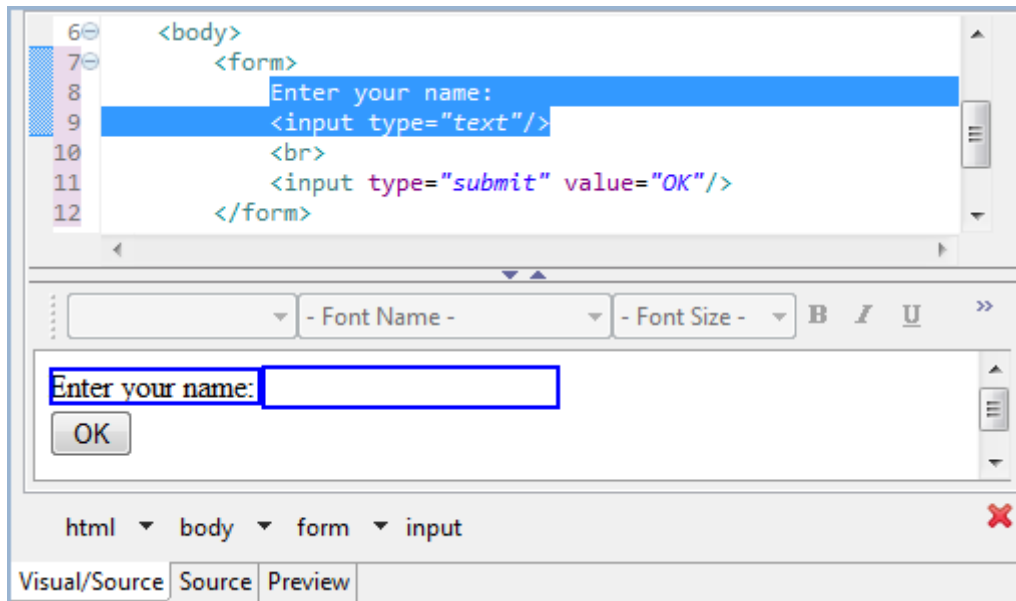 6 <body>
7 <form>
8 Enter your name:
9 <input type="text"/>
10 <br>
11 <input type="submit" value="OK"/>
12 </form>
- Font Name - - Font Size - B I U »
Enter your name:
OK
html body form input
Visual/Source Source Preview